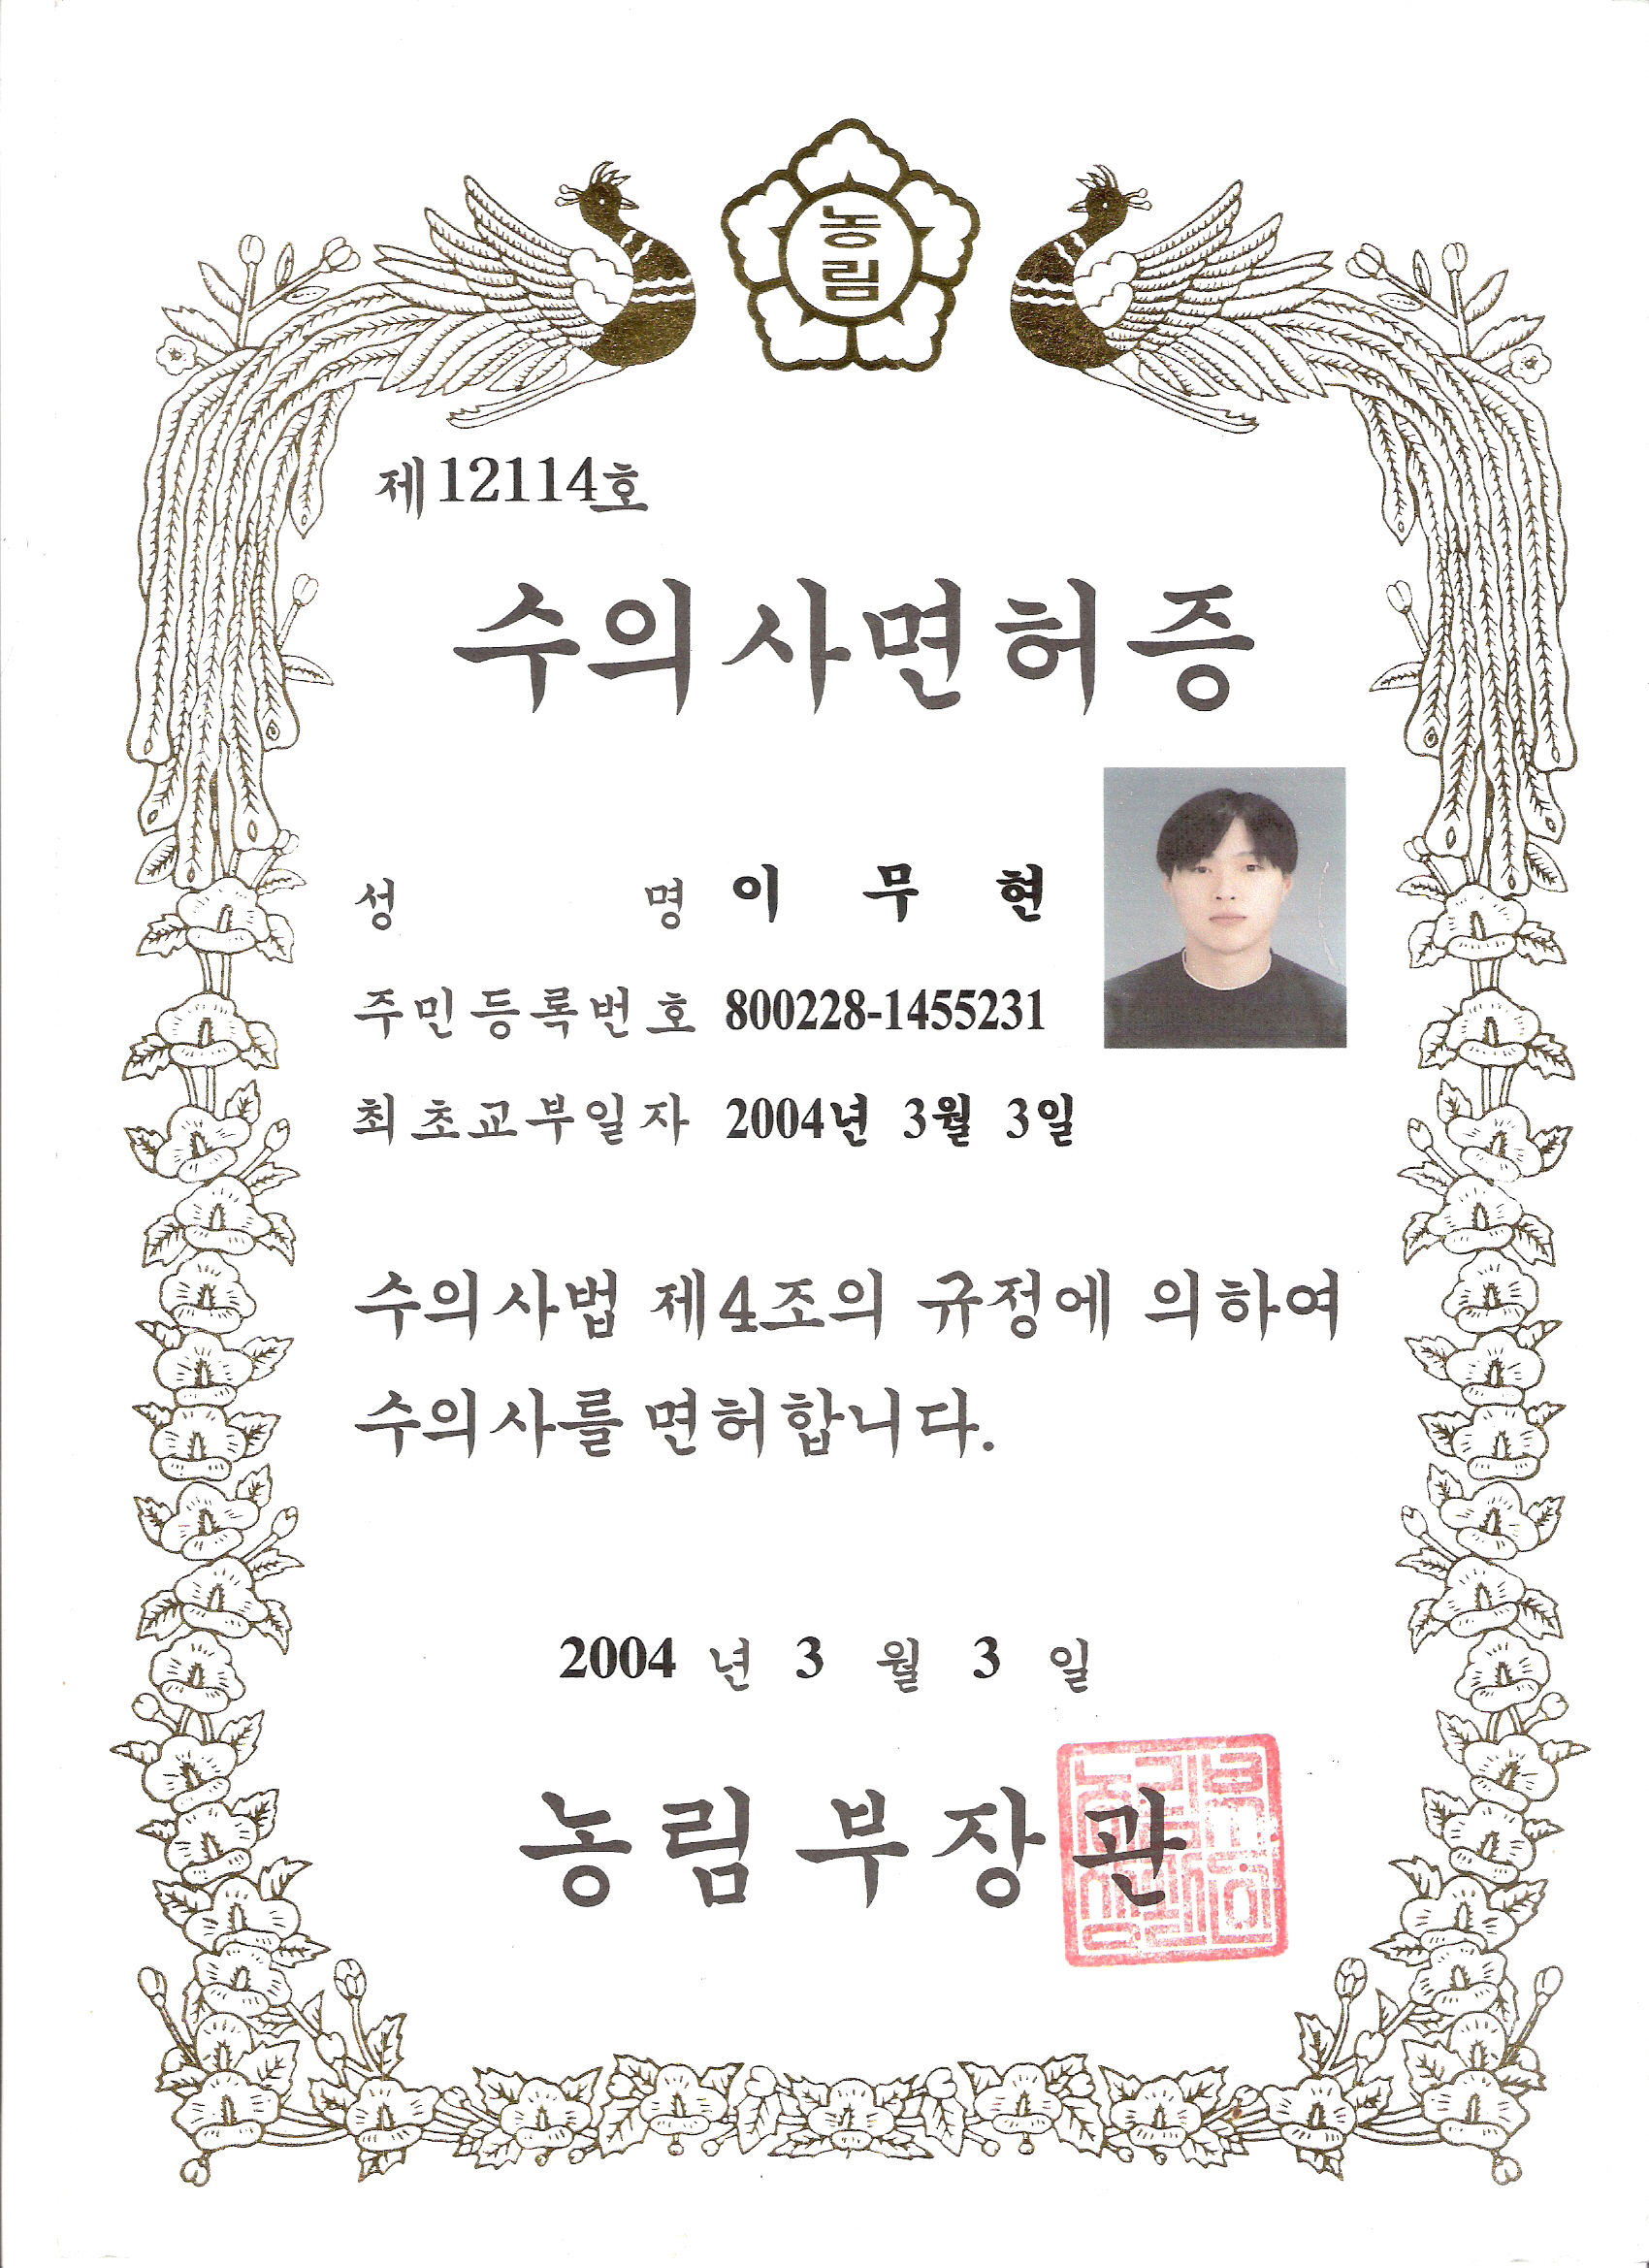 농림
제12114호
수의사면허증
성 명 이 무 현
주민등록번호 800228-1455231
최초교부일자 2004년 3월 3일
수의사법 제4조의 규정에 의하여
수의사를 면허합니다.
2004 년 3 월 3 일
농림부장관